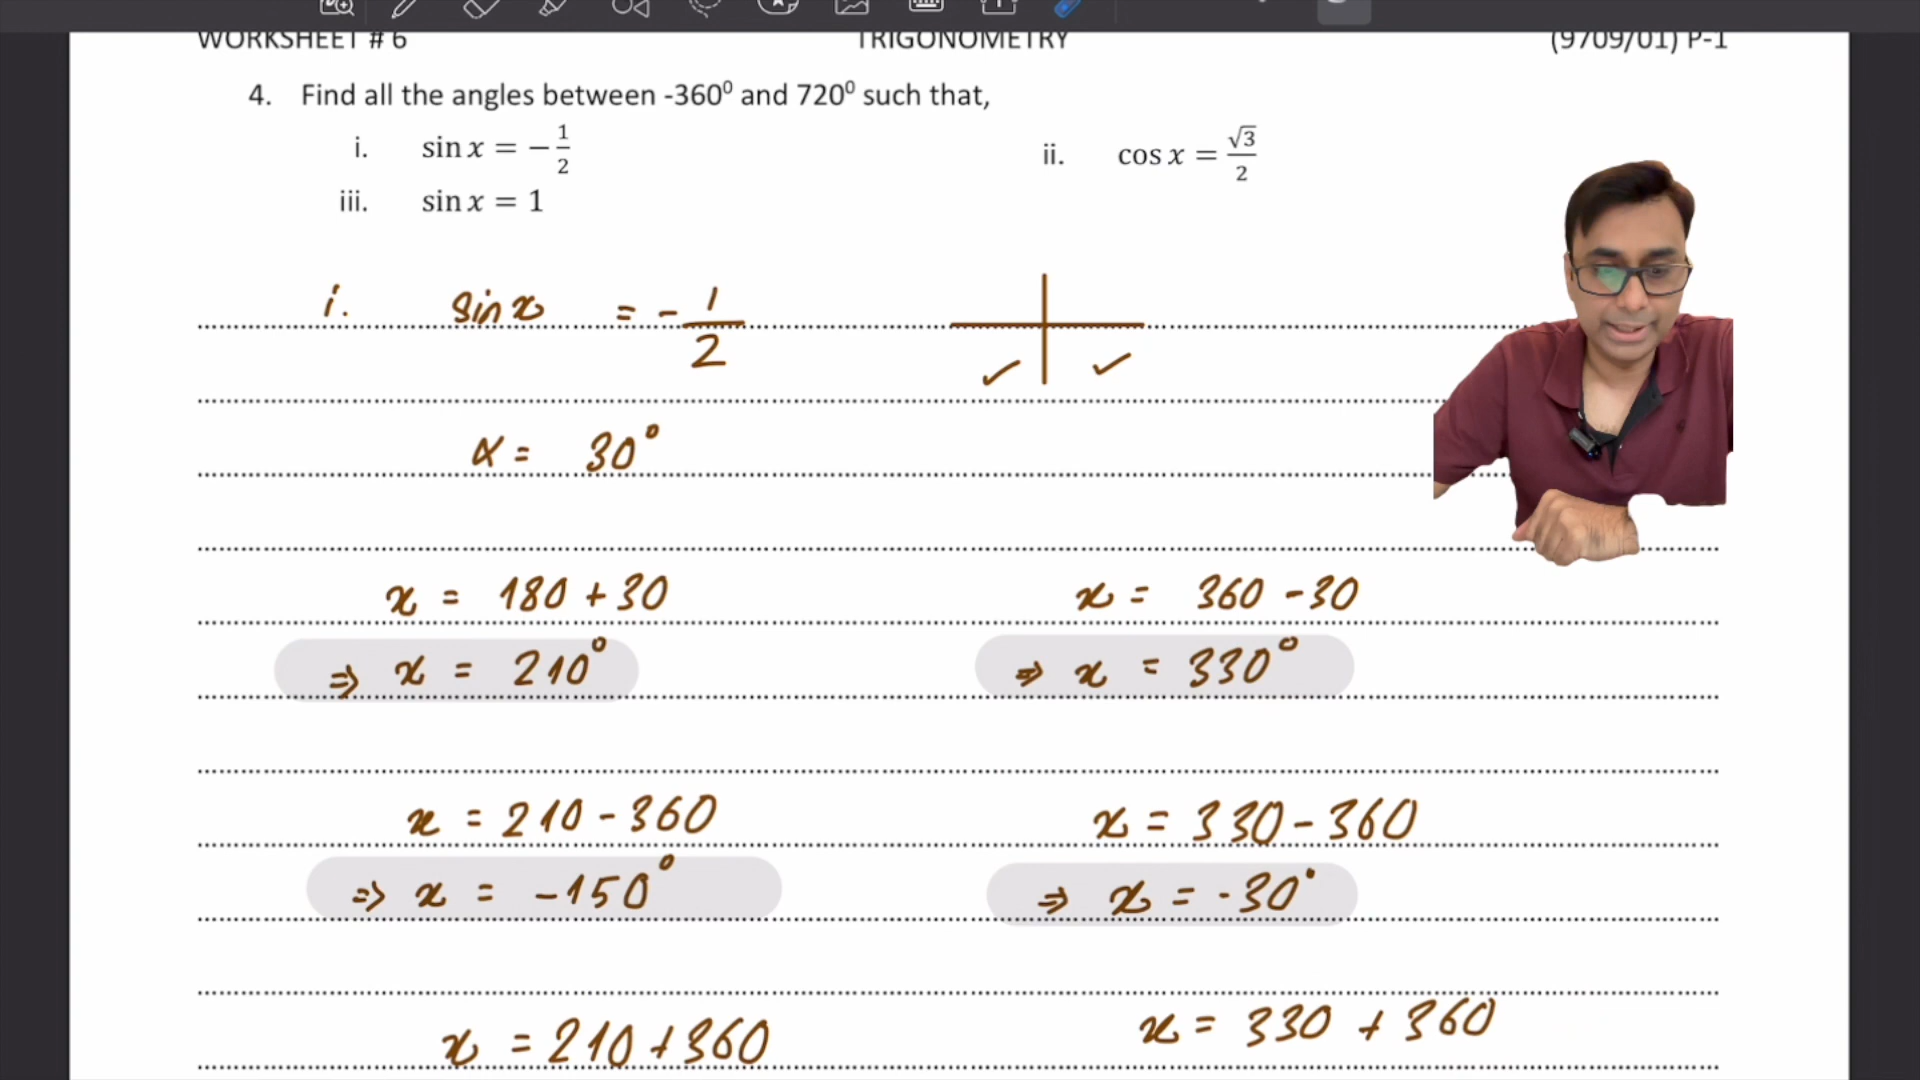 WORKSHEET # 6 TRIGONOMETRY (9709/01) P-1
4. Find all the angles between -360⁰ and 720⁰ such that,
i. sin x = −1/2 ii. cos x = √3/2
iii. sin x = 1
i. sin x = - 1/2
α = 30°
x = 180 + 30 x = 360 - 30
⇒ x = 210° ⇒ x = 330°
x = 210 - 360 x = 330 - 360
⇒ x = -150° ⇒ x = -30°
x = 210 + 360 x = 330 + 360